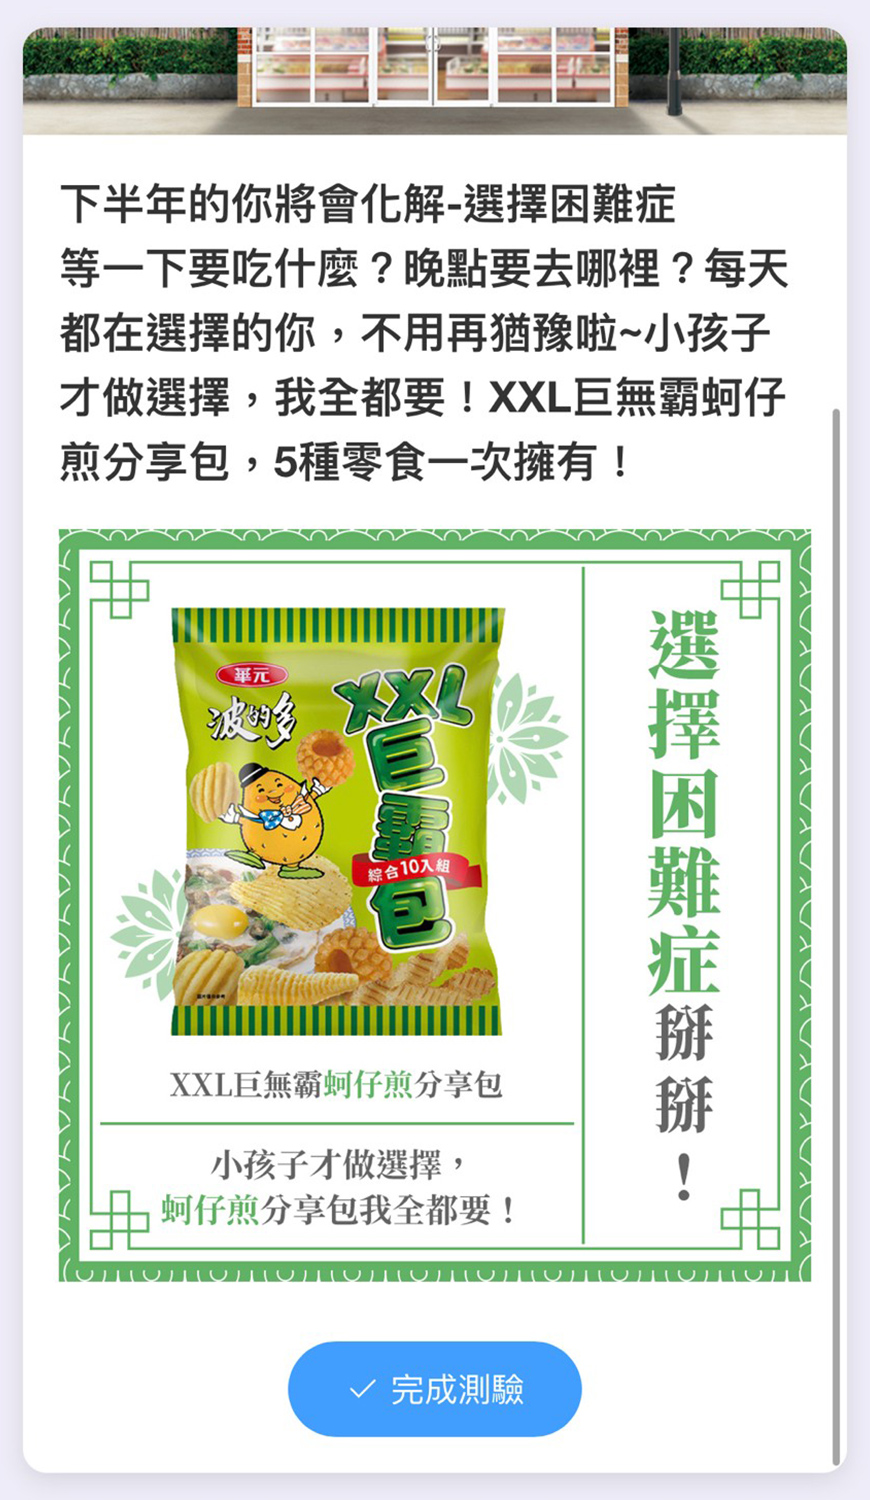 下半年的你將會化解-選擇困難症
等一下要吃什麼？晚點要去哪裡？每天
都在選擇的你，不用再猶豫啦~小孩子
才做選擇，我全都要！XXL巨無霸蚵仔
煎分享包，5種零食一次擁有！
華元
波的多
XXL
巨霸包
綜合10入組
XXL巨無霸蚵仔煎分享包
小孩子才做選擇，
蚵仔煎分享包我全都要！
選擇困難症掰掰！
完成測驗